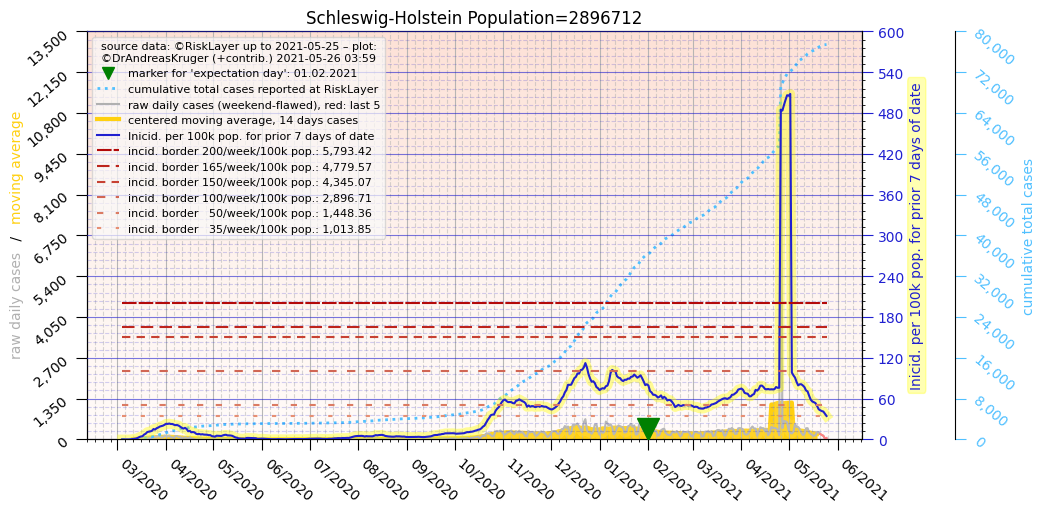 Schleswig-Holstein Population=2896712
source data: ©RiskLayer up to 2021-05-25 – plot:
©DrAndreasKruger (+contrib.) 2021-05-26 03:59
marker for 'expectation day': 01.02.2021
cumulative total cases reported at RiskLayer
raw daily cases (weekend-flawed), red: last 5
centered moving average, 14 days cases
Inicid. per 100k pop. for prior 7 days of date
incid. border 200/week/100k pop.: 5,793.42
incid. border 165/week/100k pop.: 4,779.57
incid. border 150/week/100k pop.: 4,345.07
incid. border 100/week/100k pop.: 2,896.71
incid. border 50/week/100k pop.: 1,448.36
incid. border 35/week/100k pop.: 1,013.85
raw daily cases / moving average
13,500
12,150
10,800
9,450
8,100
6,750
5,400
4,050
2,700
1,350
0
03/2020
04/2020
05/2020
06/2020
07/2020
08/2020
09/2020
10/2020
11/2020
12/2020
01/2021
02/2021
03/2021
04/2021
05/2021
06/2021
600
540
480
420
360
300
240
180
120
60
0
Inicid. per 100k pop. for prior 7 days of date
80,000
72,000
64,000
56,000
48,000
40,000
32,000
24,000
16,000
8,000
0
cumulative total cases